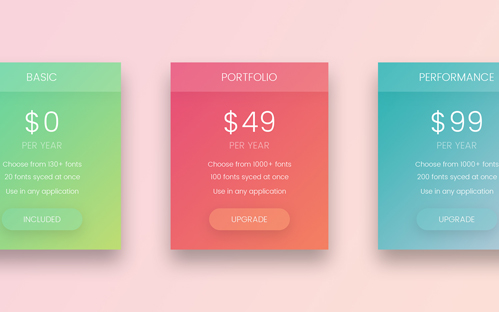 BASIC
$0
PER YEAR
Choose from 130+ fonts
20 fonts syced at once
Use in any application
INCLUDED
PORTFOLIO
$49
PER YEAR
Choose from 1000+ fonts
100 fonts syced at once
Use in any application
UPGRADE
PERFORMANCE
$99
PER YEAR
Choose from 1000+ fonts
200 fonts syced at once
Use in any application
UPGRADE